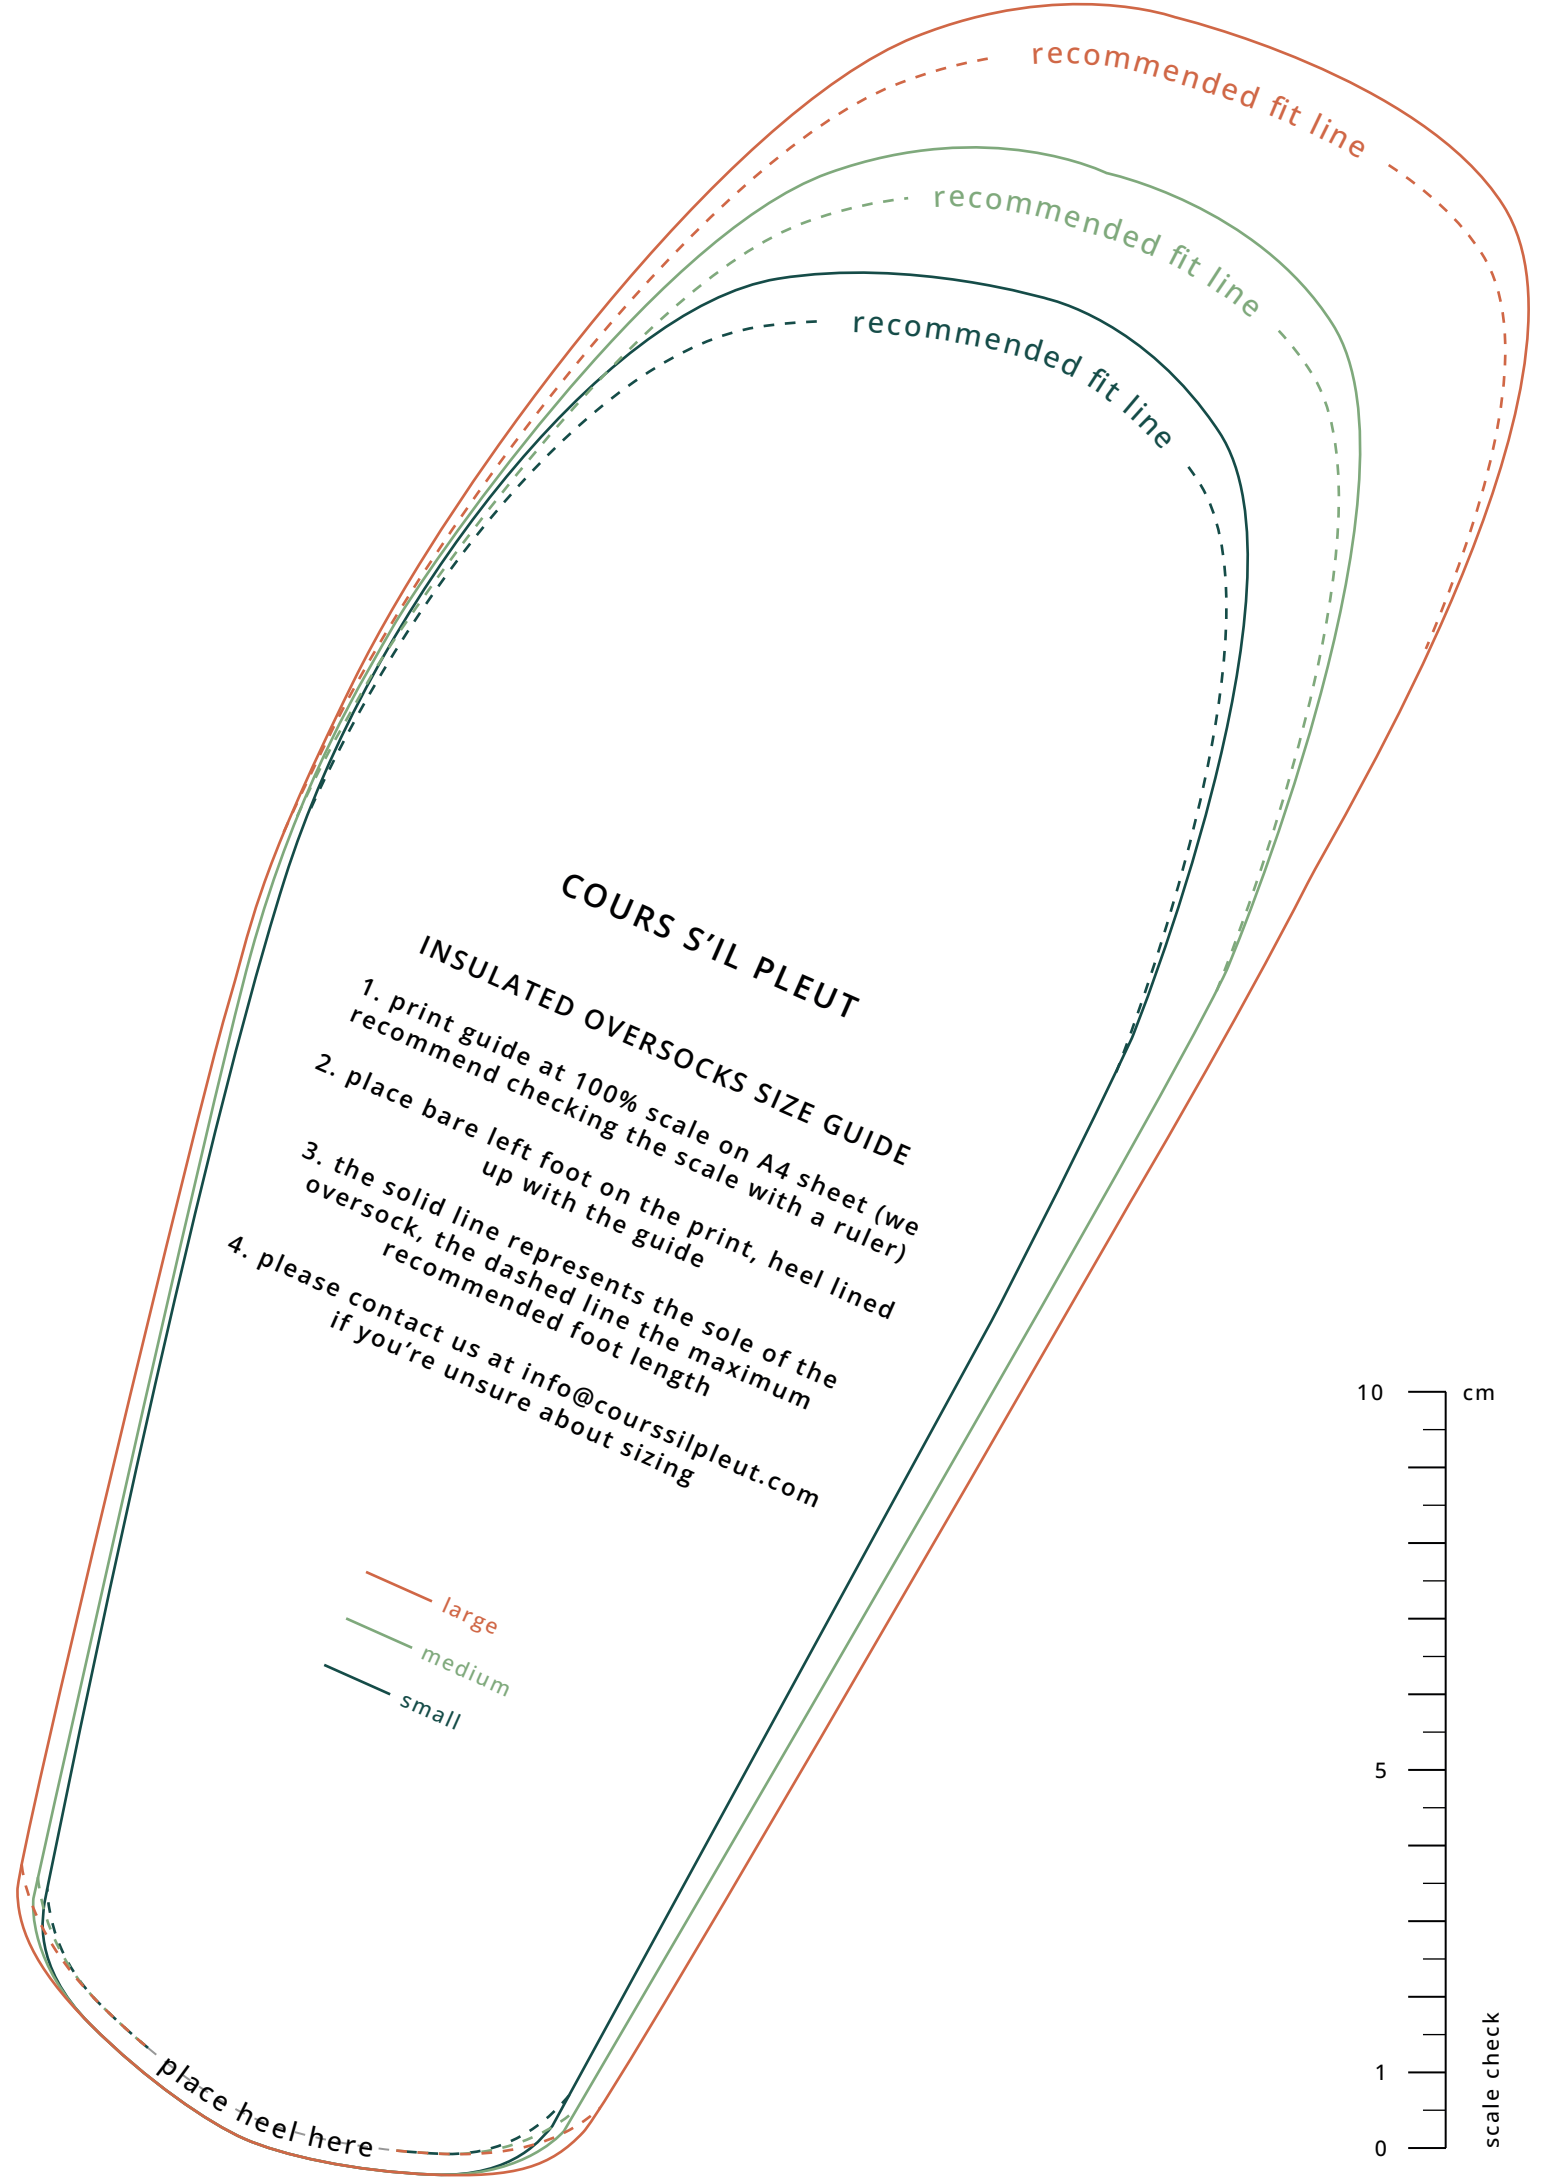 recommended fit line
recommended fit line
recommended fit line
COURS S’IL PLEUT
INSULATED OVERSOCKS SIZE GUIDE
1. print guide at 100% scale on A4 sheet (we
recommend checking the scale with a ruler)
2. place bare left foot on the print, heel lined
up with the guide
3. the solid line represents the sole of the
oversock, the dashed line the maximum
recommended foot length
4. please contact us at info@courssilpleut.com
if you’re unsure about sizing
large
medium
small
place heel here
10 cm
5
1
0
scale check